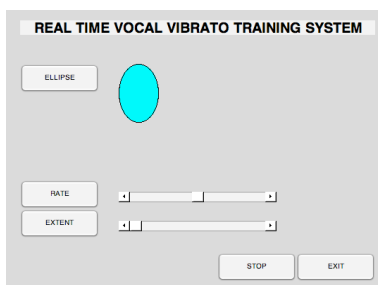 REAL TIME VOCAL VIBRATO TRAINING SYSTEM
ELLIPSE
RATE
EXTENT
STOP
EXIT